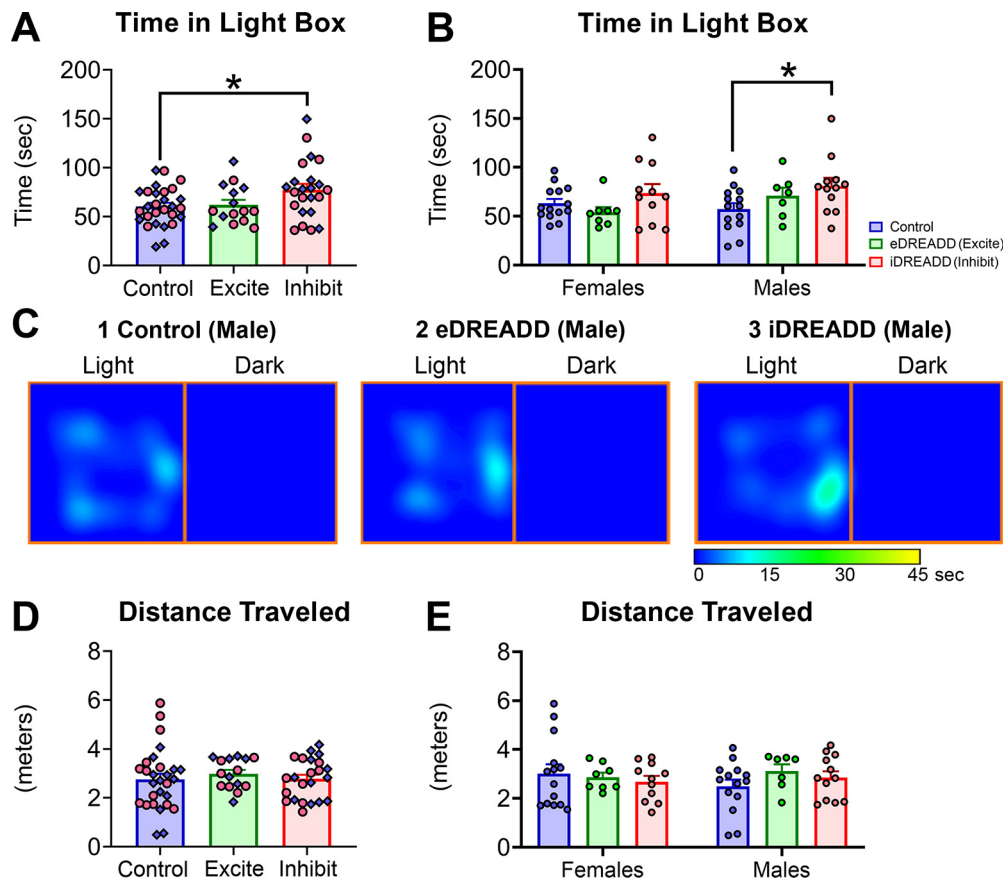 A Time in Light Box
Time (sec)
200
150
100
50
0
*
Control Excite Inhibit
B Time in Light Box
Time (sec)
200
150
100
50
0
*
Females Males
Control
eDREADD (Excite)
iDREADD (Inhibit)
C
1 Control (Male)
Light Dark
2 eDREADD (Male)
Light Dark
3 iDREADD (Male)
Light Dark
0 15 30 45 sec
D Distance Traveled
(meters)
8
6
4
2
0
Control Excite Inhibit
E Distance Traveled
(meters)
8
6
4
2
0
Females Males